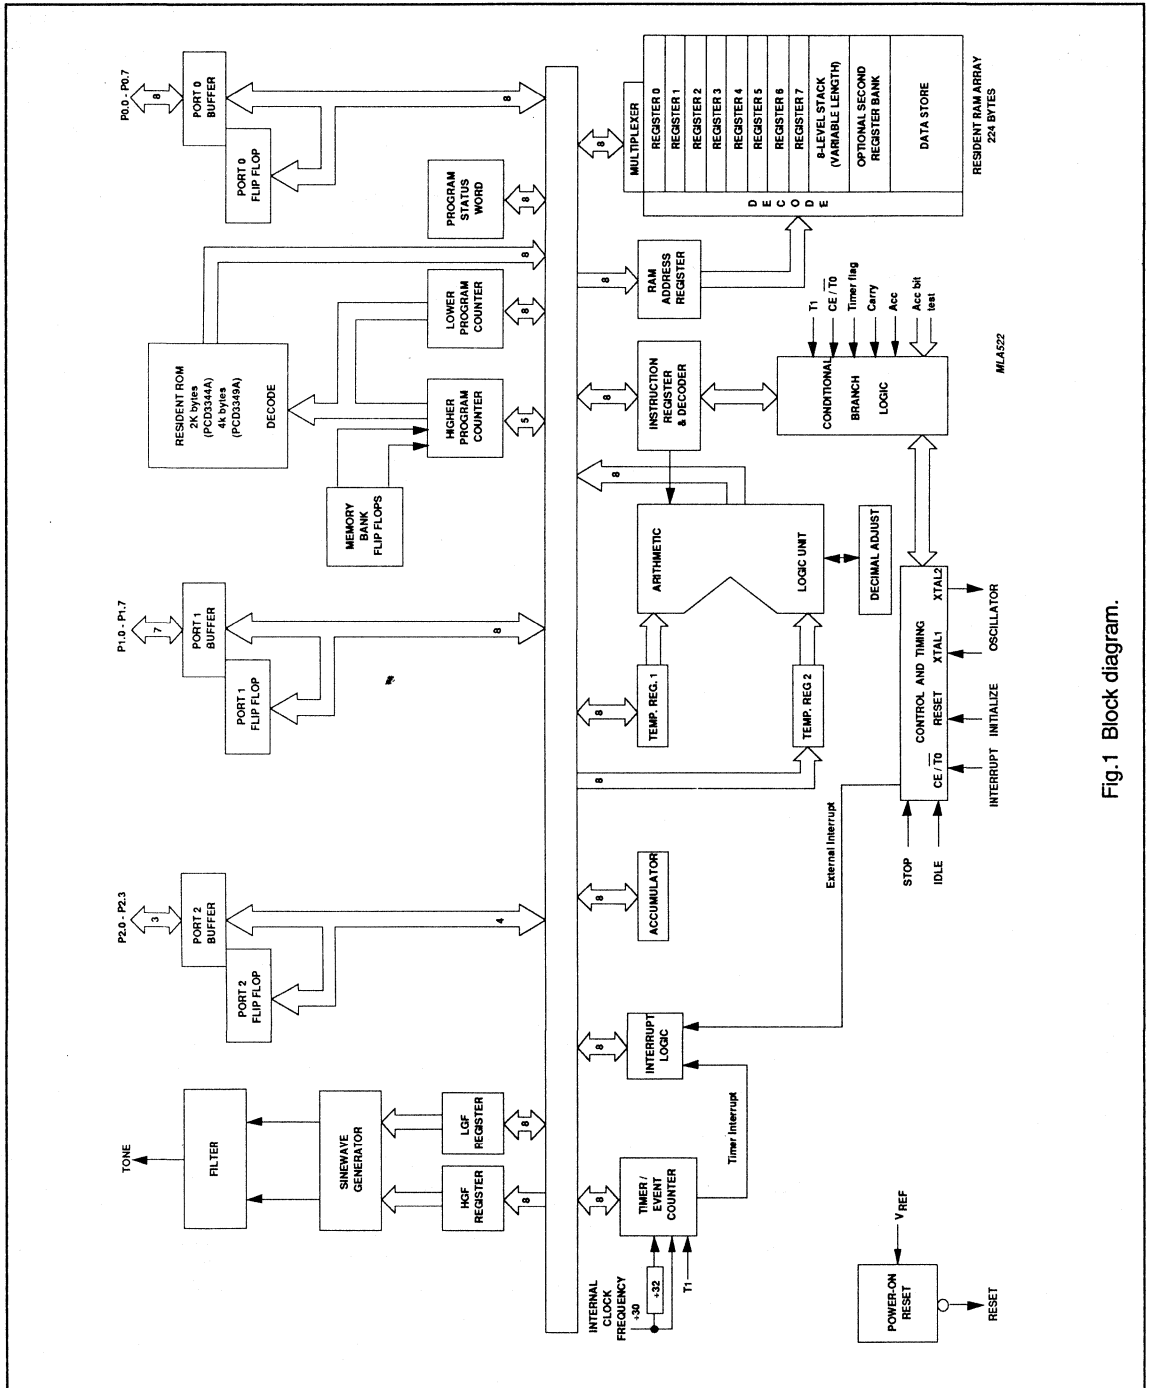 TONE
FILTER
SINEWAVE
GENERATOR
HGF
REGISTER
LGF
REGISTER
8
8
P2.0 - P2.3
3
PORT 2
BUFFER
PORT 2
FLIP FLOP
4
P1.0 - P1.7
7
PORT 1
BUFFER
PORT 1
FLIP FLOP
8
RESIDENT ROM
2K bytes
(PCD3344A)
4k bytes
(PCD3349A)
DECODE
MEMORY
BANK
FLIP FLOPS
HIGHER
PROGRAM
COUNTER
5
LOWER
PROGRAM
COUNTER
8
8
PROGRAM
STATUS
WORD
8
P0.0 - P0.7
8
PORT 0
BUFFER
PORT 0
FLIP FLOP
8
INTERNAL
CLOCK
FREQUENCY
÷30
÷32
T1
8
TIMER /
EVENT
COUNTER
Timer Interrupt
8
INTERRUPT
LOGIC
8
ACCUMULATOR
External Interrupt
8
TEMP. REG. 1
8
TEMP. REG 2
ARITHMETIC
LOGIC UNIT
8
DECIMAL ADJUST
8
INSTRUCTION
REGISTER
& DECODER
8
RAM
ADDRESS
REGISTER
8
MULTIPLEXER
REGISTER 0
REGISTER 1
REGISTER 2
REGISTER 3
REGISTER 4
REGISTER 5
REGISTER 6
REGISTER 7
8-LEVEL STACK
(VARIABLE LENGTH)
OPTIONAL SECOND
REGISTER BANK
DATA STORE
DECODE
RESIDENT RAM ARRAY
224 BYTES
CONDITIONAL
BRANCH
LOGIC
T1
CE / T0
Timer flag
Carry
Acc
Acc bit
test
STOP
IDLE
CONTROL AND TIMING
CE / T0
RESET
XTAL1
XTAL2
INTERRUPT
INITIALIZE
OSCILLATOR
POWER-ON
RESET
VREF
RESET
MLA522
Fig.1 Block diagram.